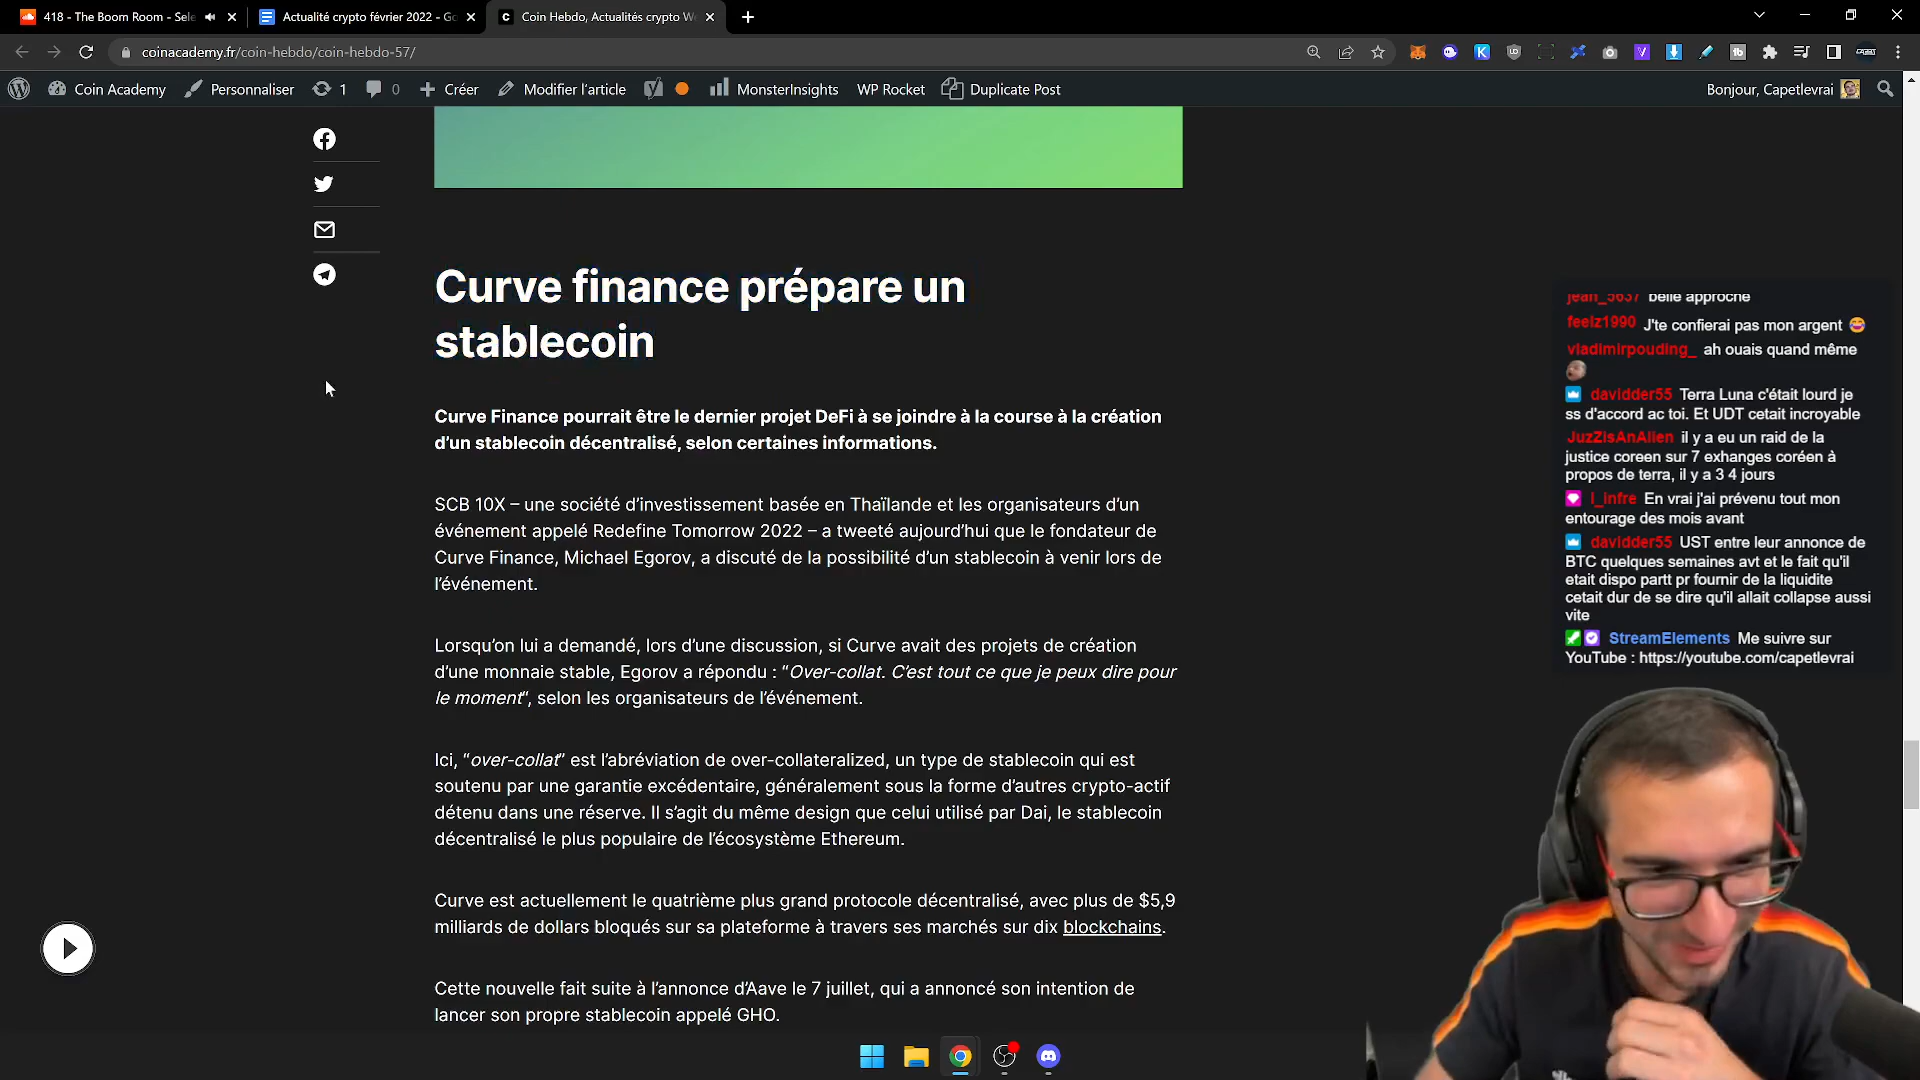 418 - The Boom Room - Sele
Actualité crypto février 2022 - Go
Coin Hebdo, Actualités crypto We
coinacademy.fr/coin-hebdo/coin-hebdo-57/
Coin Academy
Personnaliser
1
0
Créer
Modifier l'article
MonsterInsights
WP Rocket
Duplicate Post
Bonjour, Capetlevrai
Curve finance prépare un
stablecoin
Curve Finance pourrait être le dernier projet DeFi à se joindre à la course à la création
d’un stablecoin décentralisé, selon certaines informations.
SCB 10X – une société d’investissement basée en Thaïlande et les organisateurs d’un
événement appelé Redefine Tomorrow 2022 – a tweeté aujourd’hui que le fondateur de
Curve Finance, Michael Egorov, a discuté de la possibilité d’un stablecoin à venir lors de
l’événement.
Lorsqu’on lui a demandé, lors d’une discussion, si Curve avait des projets de création
d’une monnaie stable, Egorov a répondu : “Over-collat. C’est tout ce que je peux dire pour
le moment“, selon les organisateurs de l’événement.
Ici, “over-collat” est l’abréviation de over-collateralized, un type de stablecoin qui est
soutenu par une garantie excédentaire, généralement sous la forme d’autres crypto-actif
détenu dans une réserve. Il s’agit du même design que celui utilisé par Dai, le stablecoin
décentralisé le plus populaire de l’écosystème Ethereum.
Curve est actuellement le quatrième plus grand protocole décentralisé, avec plus de $5,9
milliards de dollars bloqués sur sa plateforme à travers ses marchés sur dix blockchains.
Cette nouvelle fait suite à l’annonce d’Aave le 7 juillet, qui a annoncé son intention de
lancer son propre stablecoin appelé GHO.
jean_5637 belle approche
feelz1990 J'te confierai pas mon argent
vladimirpouding_ ah ouais quand même
davidder55 Terra Luna c'était lourd je
ss d'accord ac toi. Et UDT cetait incroyable
JuzZisAnAlien il y a eu un raid de la
justice coreen sur 7 exhanges coréen à
propos de terra, il y a 3 4 jours
l_infre En vrai j'ai prévenu tout mon
entourage des mois avant
davidder55 UST entre leur annonce de
BTC quelques semaines avt et le fait qu'il
etait dispo partt pr fournir de la liquidite
cetait dur de se dire qu'il allait collapse aussi
vite
StreamElements Me suivre sur
YouTube : https://youtube.com/capetlevrai